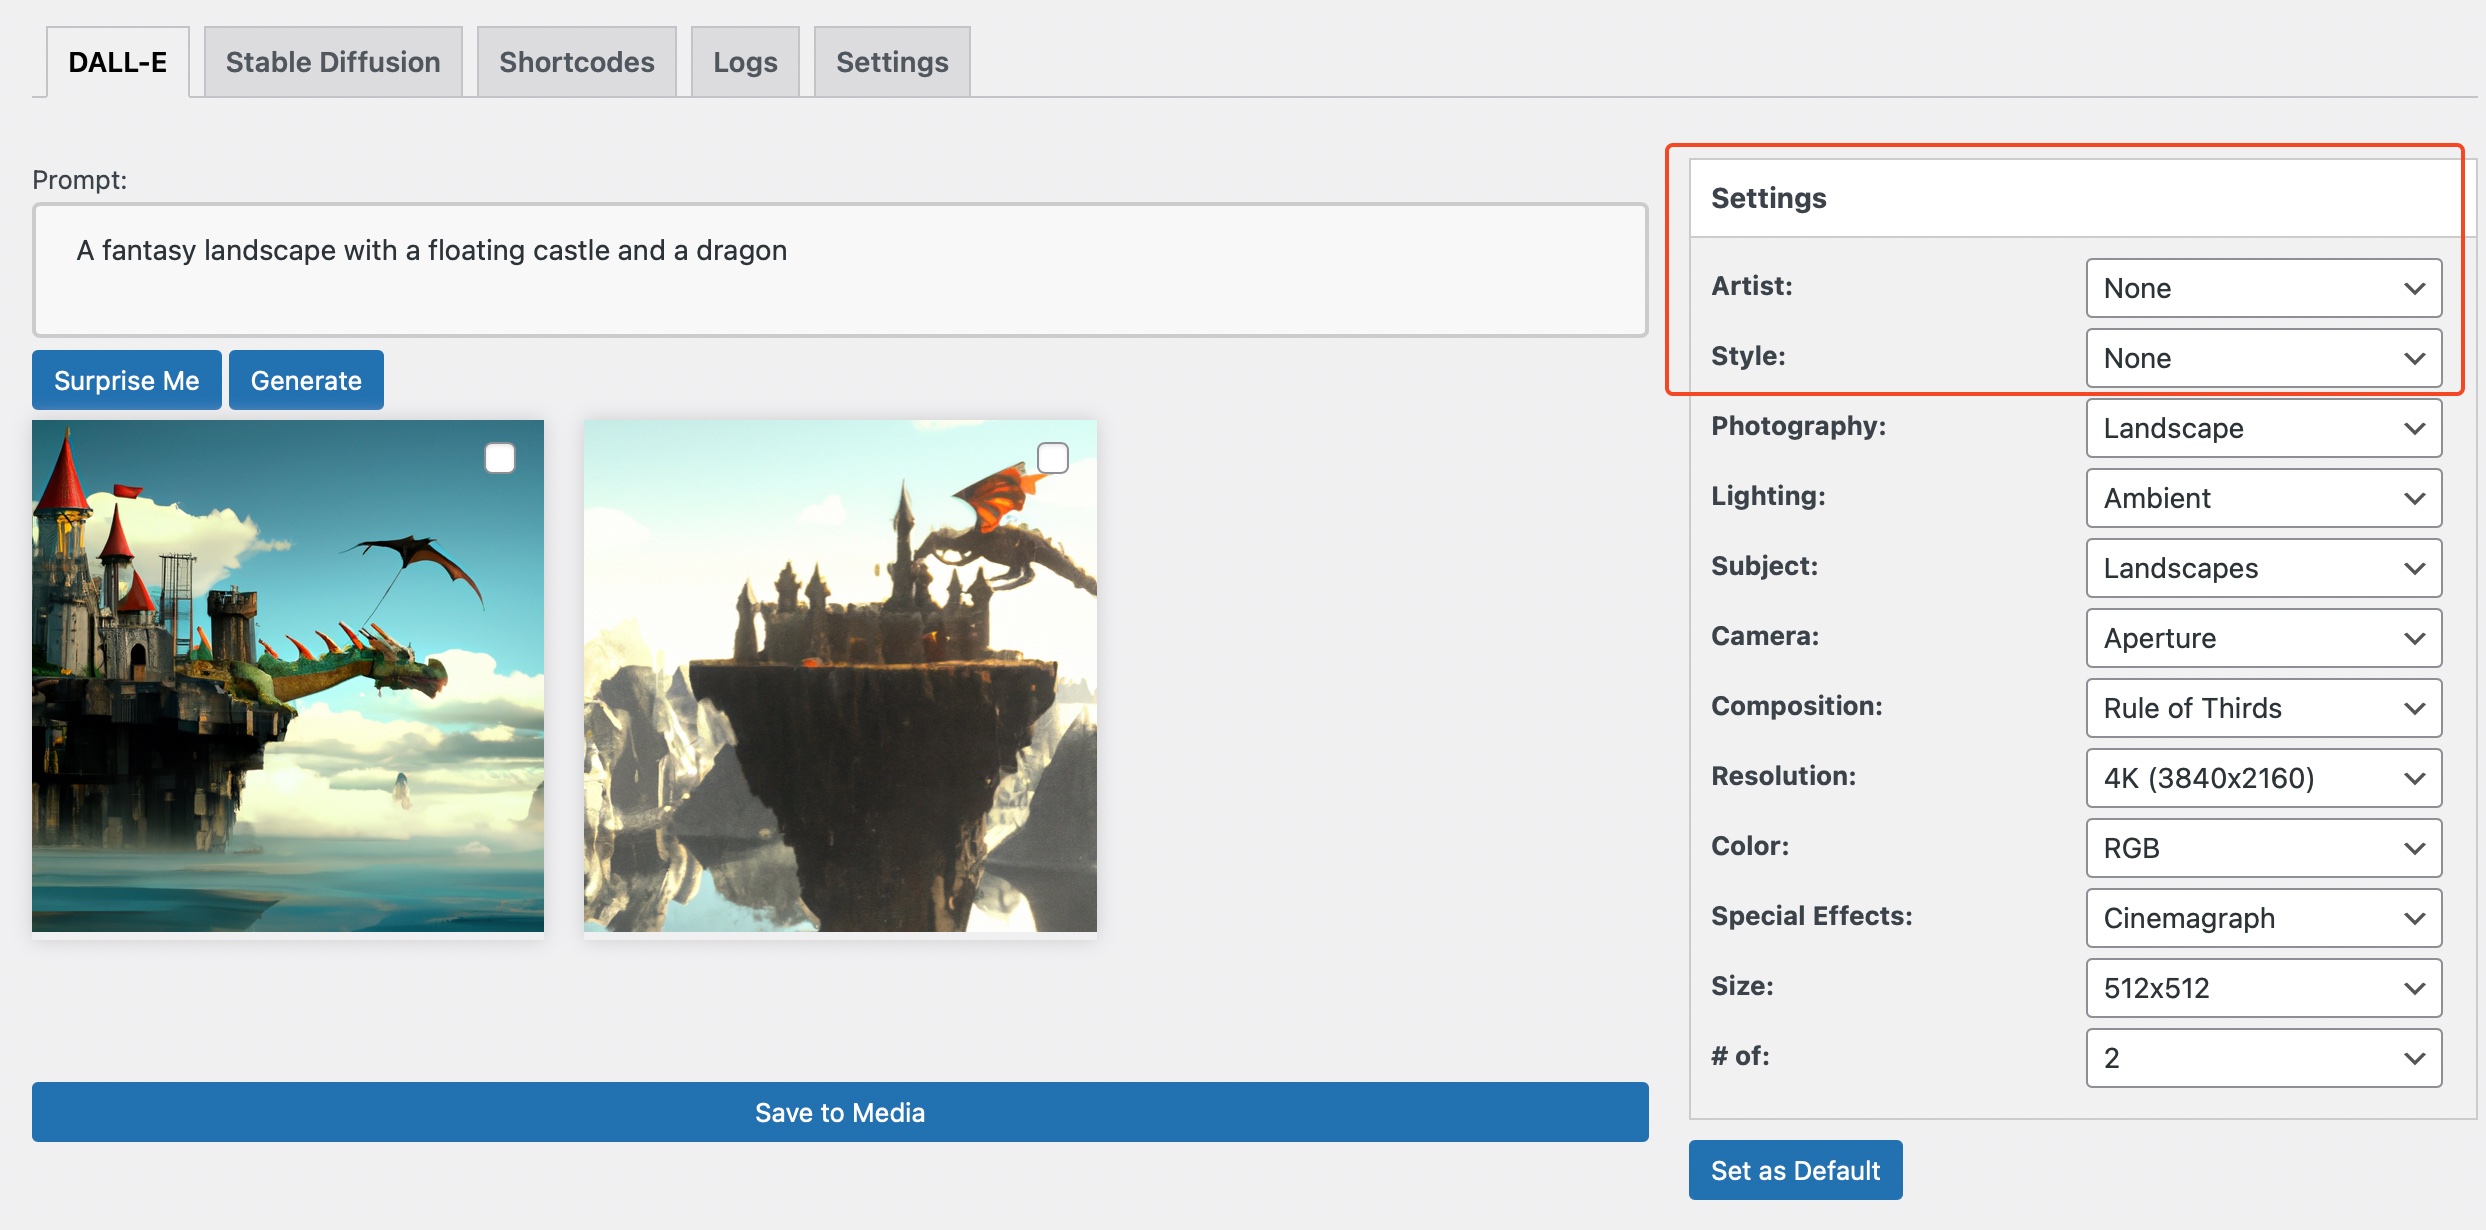 DALL-E Stable Diffusion Shortcodes Logs Settings
Prompt:
A fantasy landscape with a floating castle and a dragon
Surprise Me Generate
Save to Media
Settings
Artist: None
Style: None
Photography: Landscape
Lighting: Ambient
Subject: Landscapes
Camera: Aperture
Composition: Rule of Thirds
Resolution: 4K (3840x2160)
Color: RGB
Special Effects: Cinemagraph
Size: 512x512
# of: 2
Set as Default